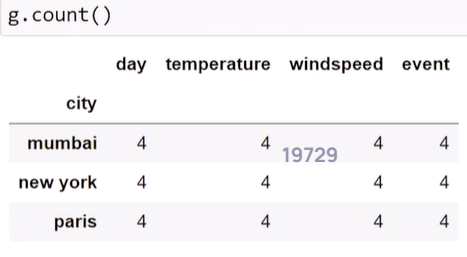 g.count()
day temperature windspeed event
city
mumbai 4 4 4 4
19729
new york 4 4 4 4
paris 4 4 4 4